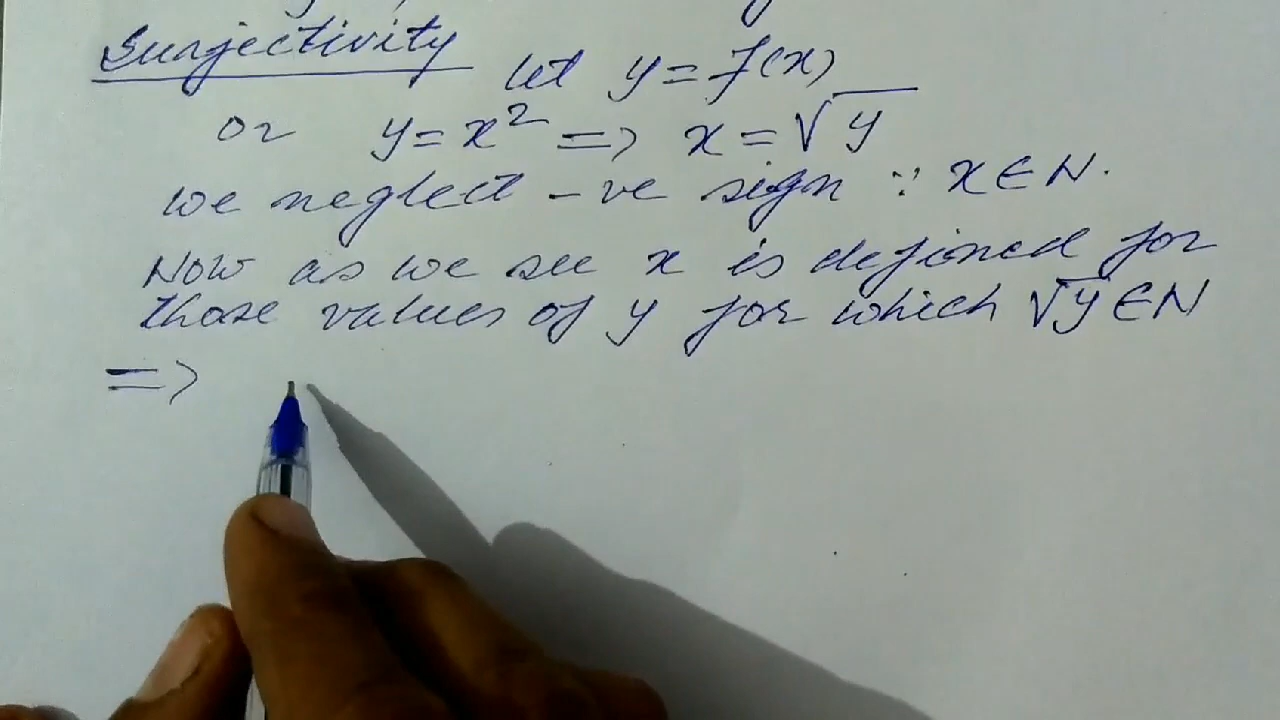 Surjectivity let y = f(x)
or y = x² => x = √y
we neglect -ve sign ∵ x ∈ N.
Now as we see x is defined for
those values of y for which √y ∈ N
=>